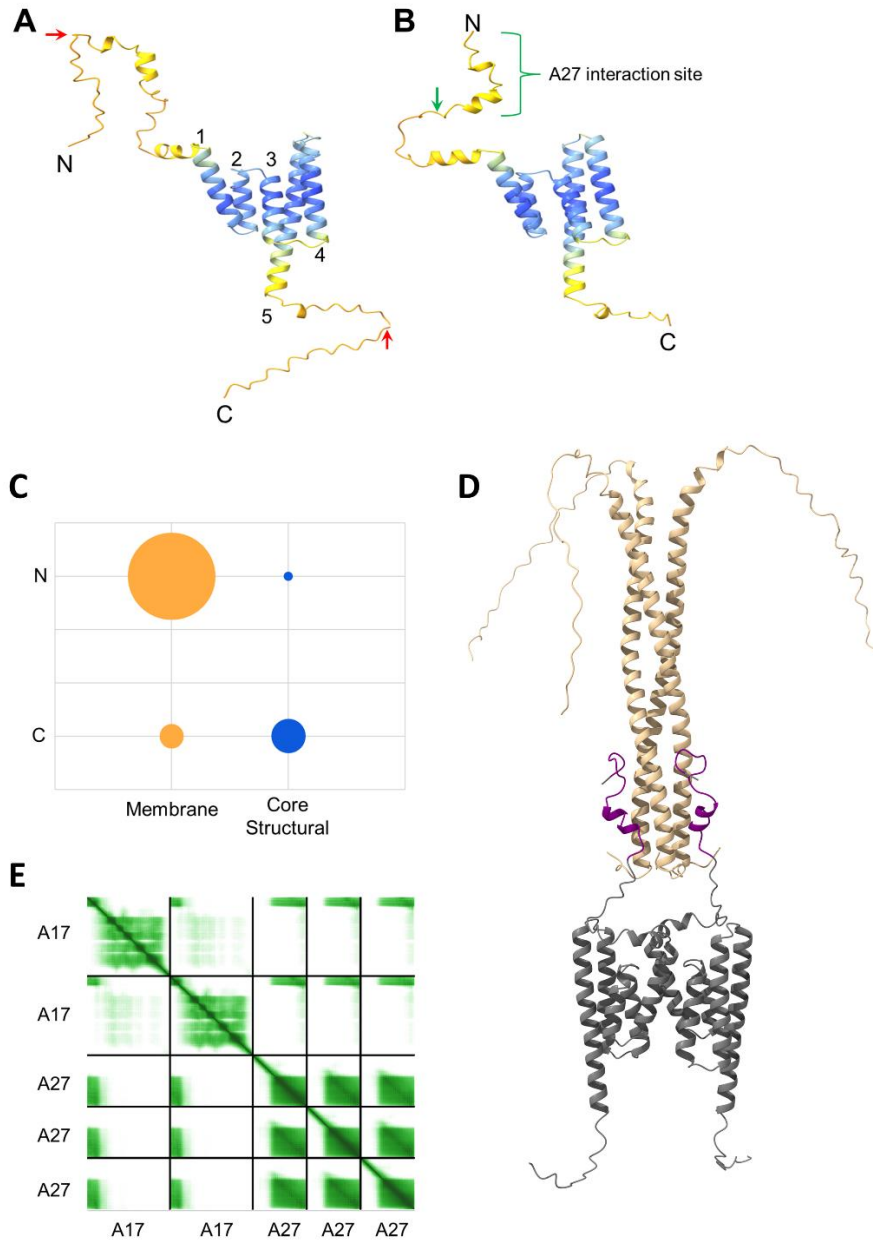 A
B
N
A27 interaction site
N
1
2
3
4
5
C
C
C
D
N
C
Membrane
Core
Structural
E
A17
A17
A27
A27
A27
A17
A17
A27
A27
A27